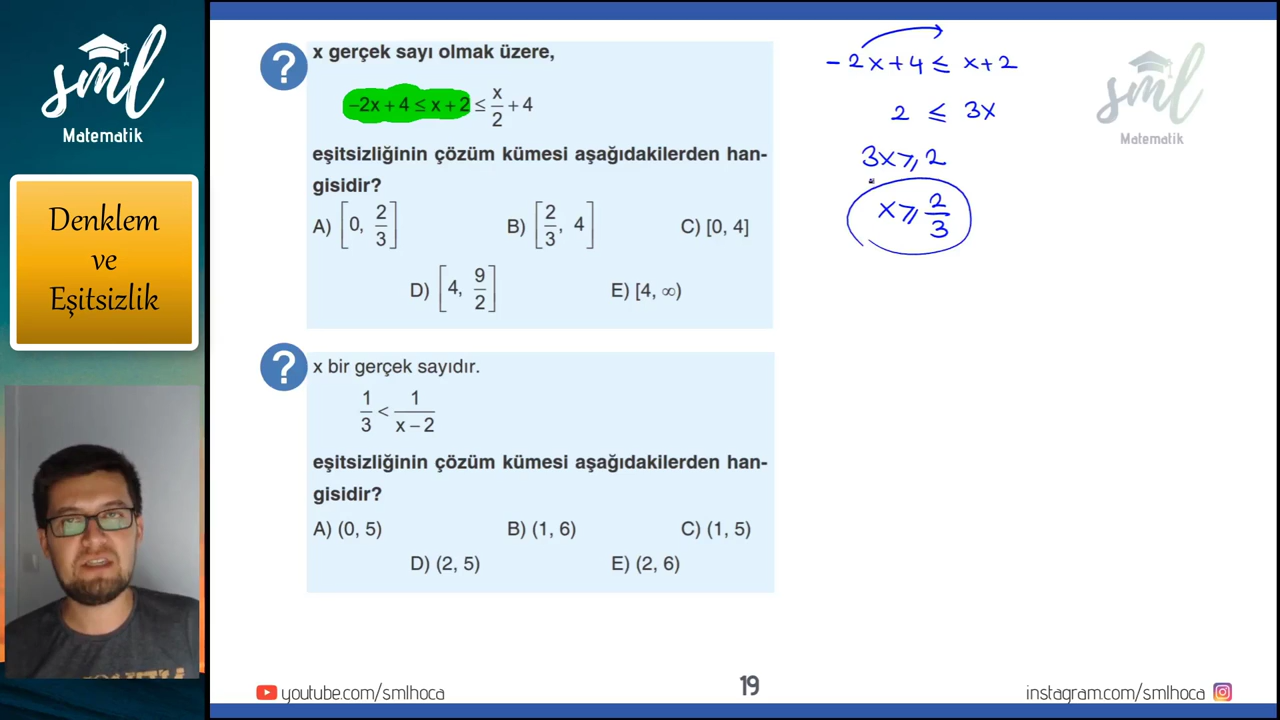 sml
Matematik
Denklem
ve
Eşitsizlik
?
x gerçek sayı olmak üzere,
−2x + 4 ≤ x + 2 ≤ x/2 + 4
eşitsizliğinin çözüm kümesi aşağıdakilerden han-
gisidir?
A) [0, 2/3] B) [2/3, 4] C) [0, 4]
D) [4, 9/2] E) [4, ∞)
?
x bir gerçek sayıdır.
1/3 < 1/(x − 2)
eşitsizliğinin çözüm kümesi aşağıdakilerden han-
gisidir?
A) (0, 5) B) (1, 6) C) (1, 5)
D) (2, 5) E) (2, 6)
-2x+4 ≤ x+2
2 ≤ 3x
3x ≥ 2
x ≥ 2/3
sml
Matematik
youtube.com/smlhoca
19
instagram.com/smlhoca